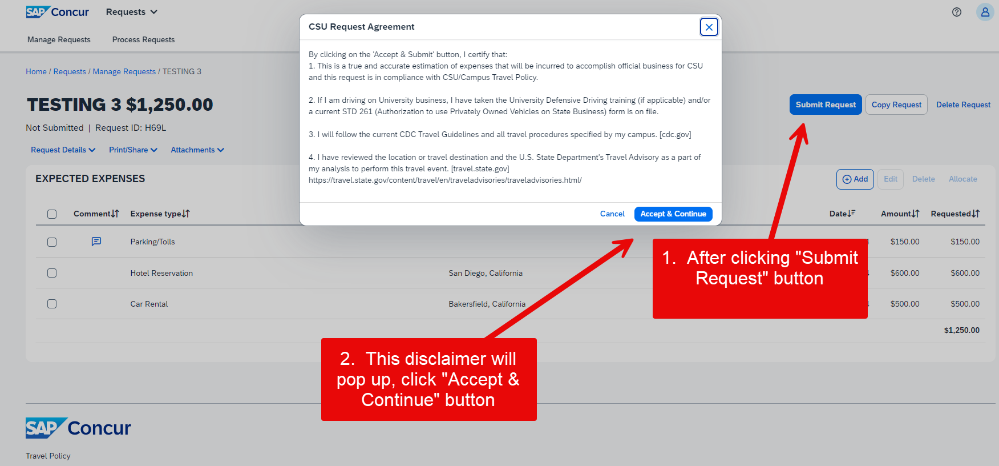 SAP Concur Requests
Manage Requests Process Requests
CSU Request Agreement
By clicking on the 'Accept & Submit' button, I certify that:
1. This is a true and accurate estimation of expenses that will be incurred to accomplish official business for CSU
and this request is in compliance with CSU/Campus Travel Policy.
2. If I am driving on University business, I have taken the University Defensive Driving training (if applicable) and/or
a current STD 261 (Authorization to use Privately Owned Vehicles on State Business) form is on file.
3. I will follow the current CDC Travel Guidelines and all travel procedures specified by my campus. [cdc.gov]
4. I have reviewed the location or travel destination and the U.S. State Department's Travel Advisory as a part of
my analysis to perform this travel event. [travel.state.gov]
https://travel.state.gov/content/travel/en/traveladvisories/traveladvisories.html/
Cancel Accept & Continue
Home / Requests / Manage Requests / TESTING 3
TESTING 3 $1,250.00
Submit Request Copy Request Delete Request
Not Submitted | Request ID: H69L
Request Details Print/Share Attachments
EXPECTED EXPENSES
Add Edit Delete Allocate
Comment Expense type Date Amount Requested
Parking/Tolls $150.00 $150.00
Hotel Reservation San Diego, California $600.00 $600.00
Car Rental Bakersfield, California $500.00 $500.00
$1,250.00
1. After clicking "Submit
Request" button
2. This disclaimer will
pop up, click "Accept &
Continue" button
SAP Concur
Travel Policy